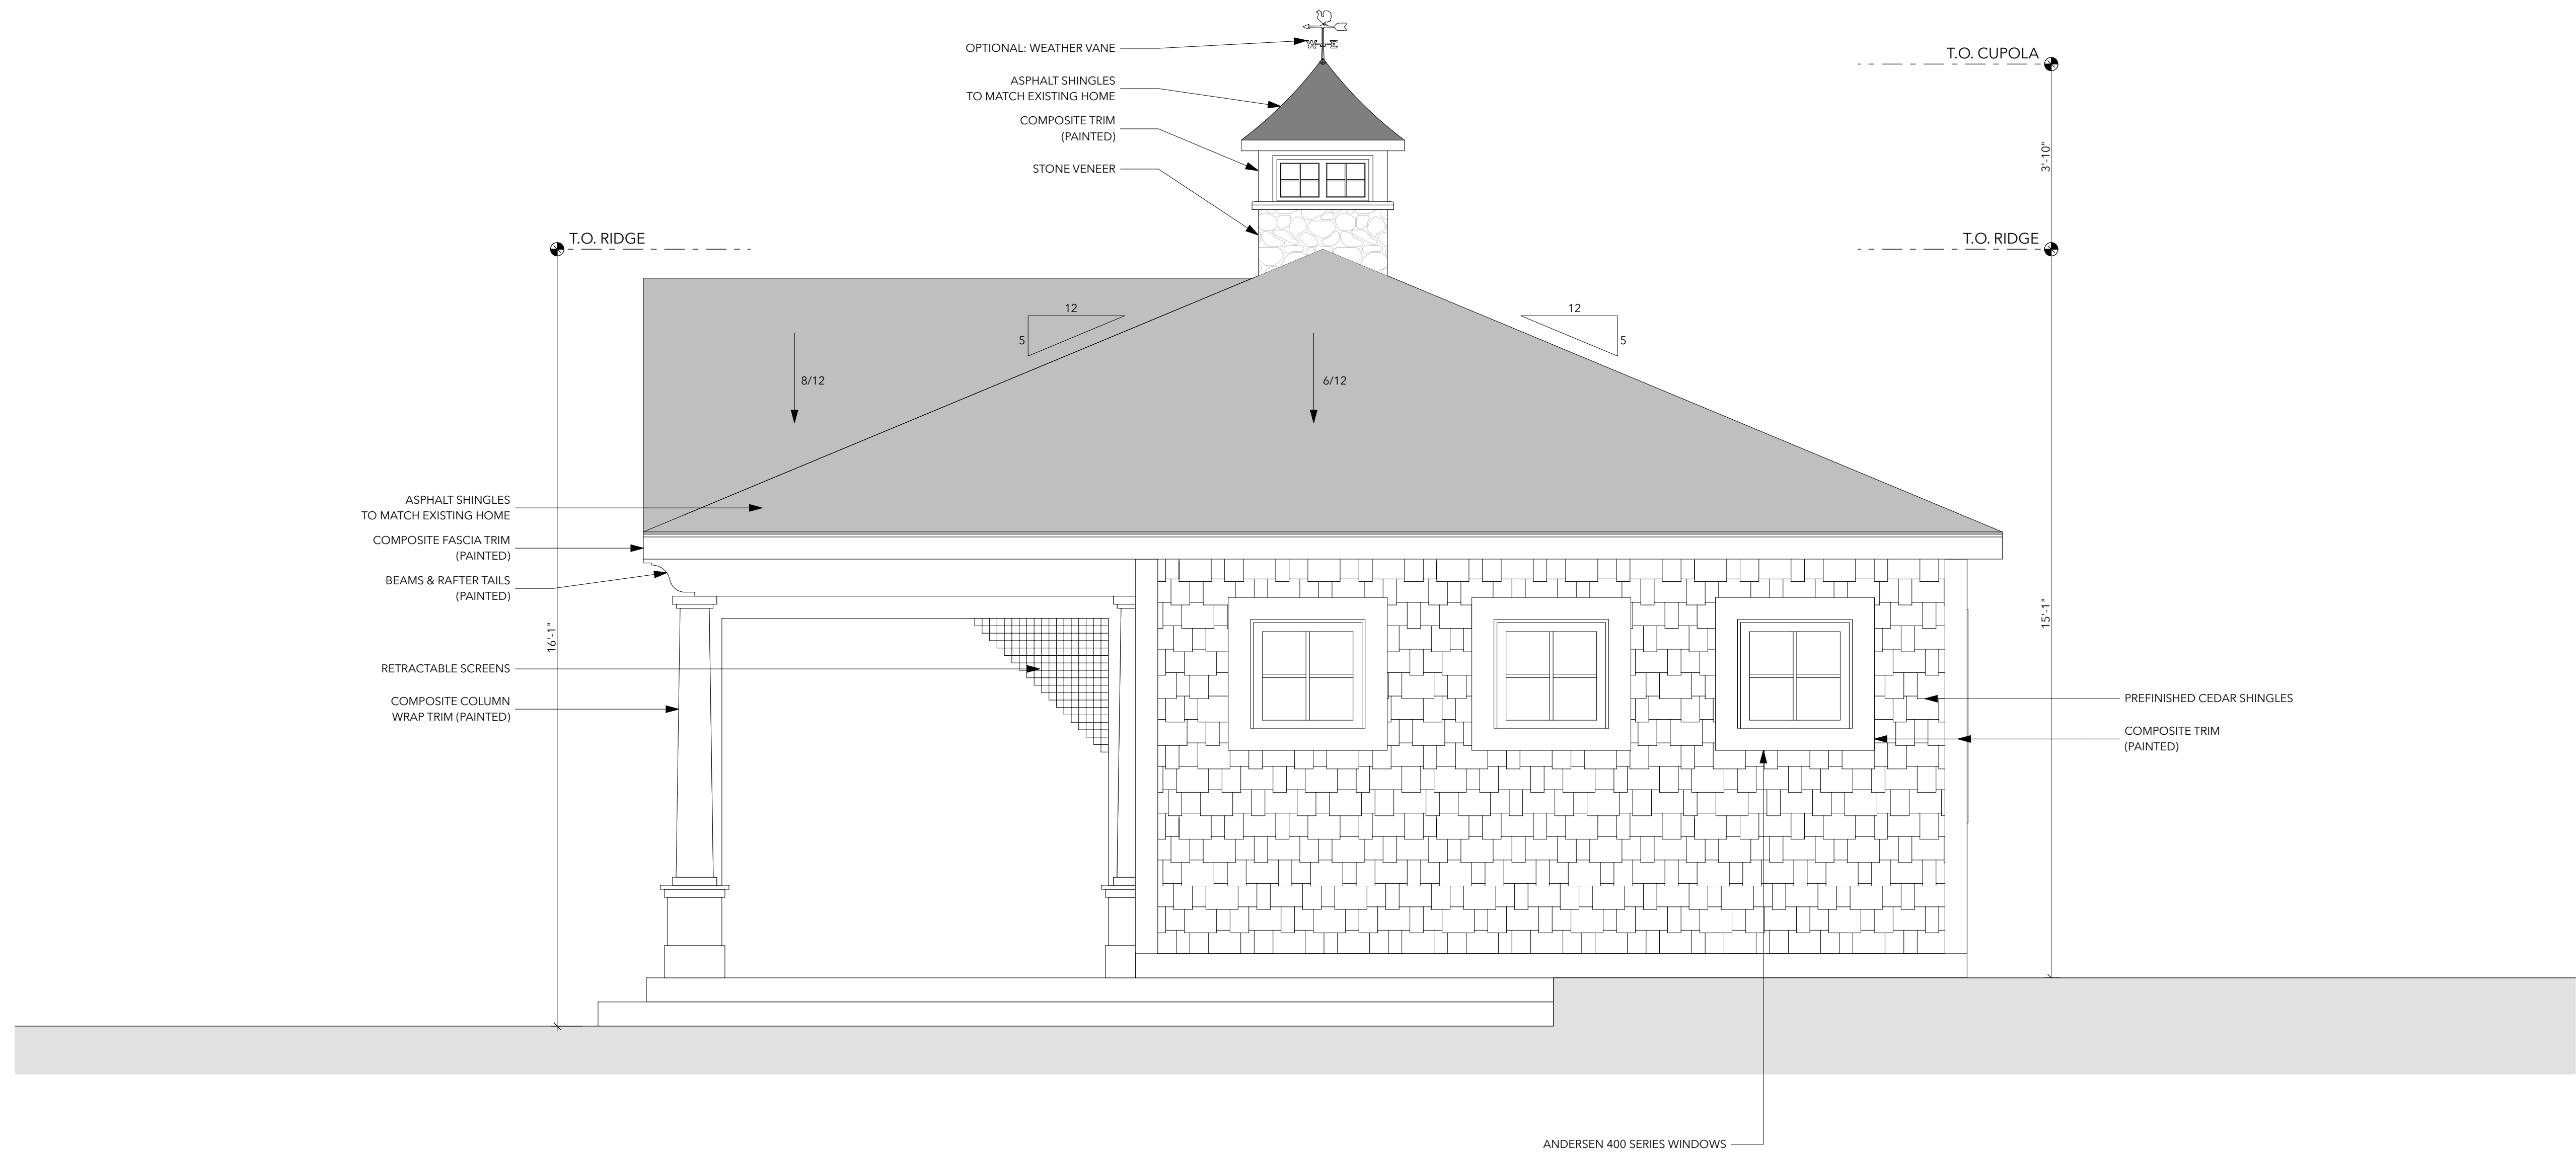 OPTIONAL: WEATHER VANE
W E
T.O. CUPOLA
ASPHALT SHINGLES
TO MATCH EXISTING HOME
COMPOSITE TRIM
(PAINTED)
STONE VENEER
3'-10"
T.O. RIDGE
T.O. RIDGE
12
5
12
5
8/12
6/12
ASPHALT SHINGLES
TO MATCH EXISTING HOME
COMPOSITE FASCIA TRIM
(PAINTED)
BEAMS & RAFTER TAILS
(PAINTED)
16'-1"
15'-1"
RETRACTABLE SCREENS
COMPOSITE COLUMN
WRAP TRIM (PAINTED)
PREFINISHED CEDAR SHINGLES
COMPOSITE TRIM
(PAINTED)
ANDERSEN 400 SERIES WINDOWS